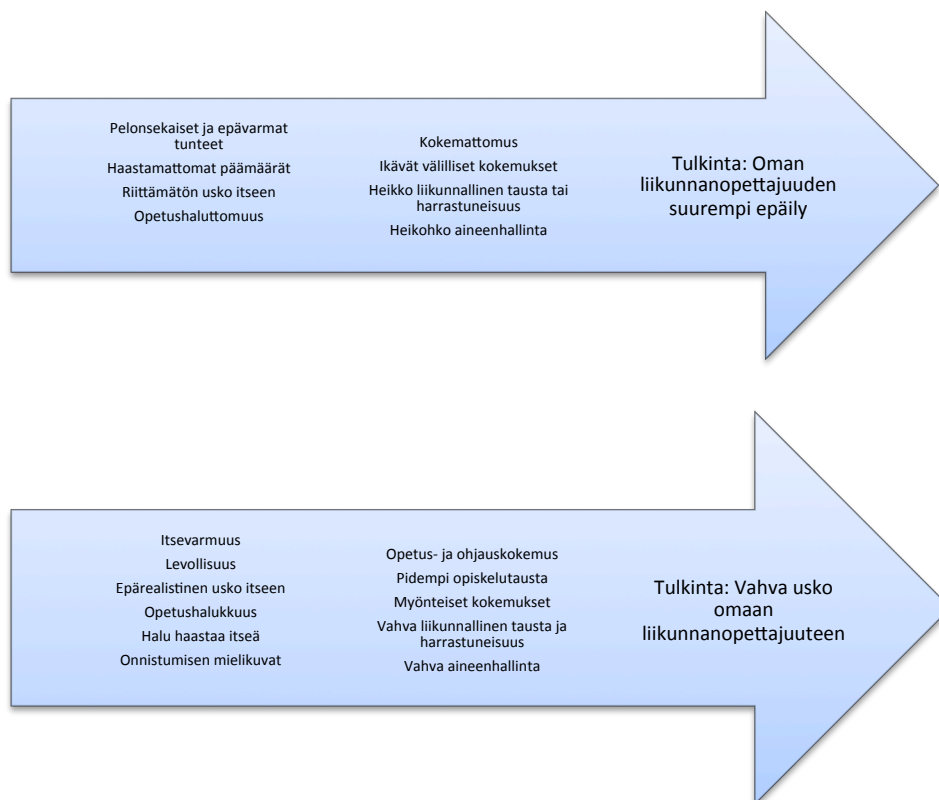 Pelonsekaiset ja epävarmat
tunteet
Haastamattomat päämäärät
Riittämätön usko itseen
Opetushaluttomuus
Kokemattomus
Ikävät välilliset kokemukset
Heikko liikunnallinen tausta tai
harrastuneisuus
Heikohko aineenhallinta
Tulkinta: Oman
liikunnanopettajuuden
suurempi epäily
Itsevarmuus
Levollisuus
Epärealistinen usko itseen
Opetushalukkuus
Halu haastaa itseä
Onnistumisen mielikuvat
Opetus- ja ohjauskokemus
Pidempi opiskelutausta
Myönteiset kokemukset
Vahva liikunnallinen tausta ja
harrastuneisuus
Vahva aineenhallinta
Tulkinta: Vahva usko
omaan
liikunnanopettajuuteen